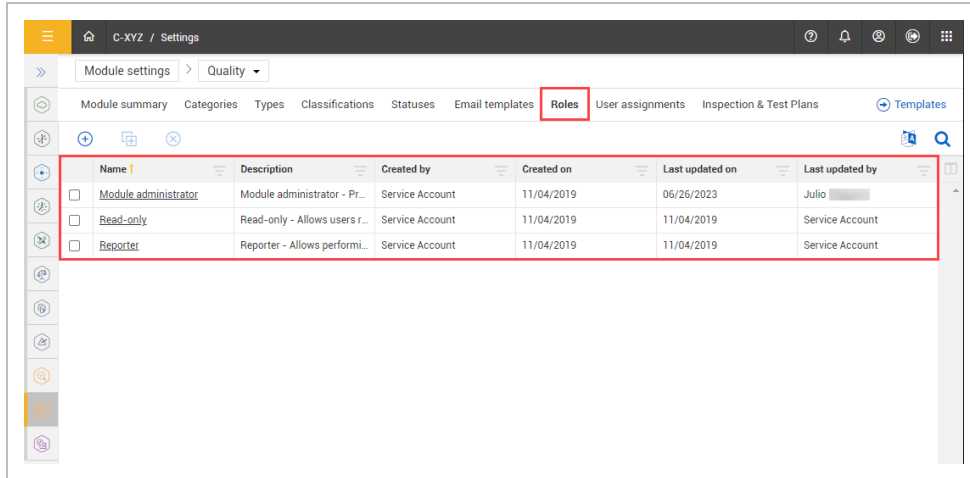 C-XYZ / Settings
Module settings > Quality
Module summary Categories Types Classifications Statuses Email templates Roles User assignments Inspection & Test Plans Templates
Name Description Created by Created on Last updated on Last updated by
Module administrator Module administrator - Pr... Service Account 11/04/2019 06/26/2023 Julio
Read-only Read-only - Allows users r... Service Account 11/04/2019 11/04/2019 Service Account
Reporter Reporter - Allows performi... Service Account 11/04/2019 11/04/2019 Service Account